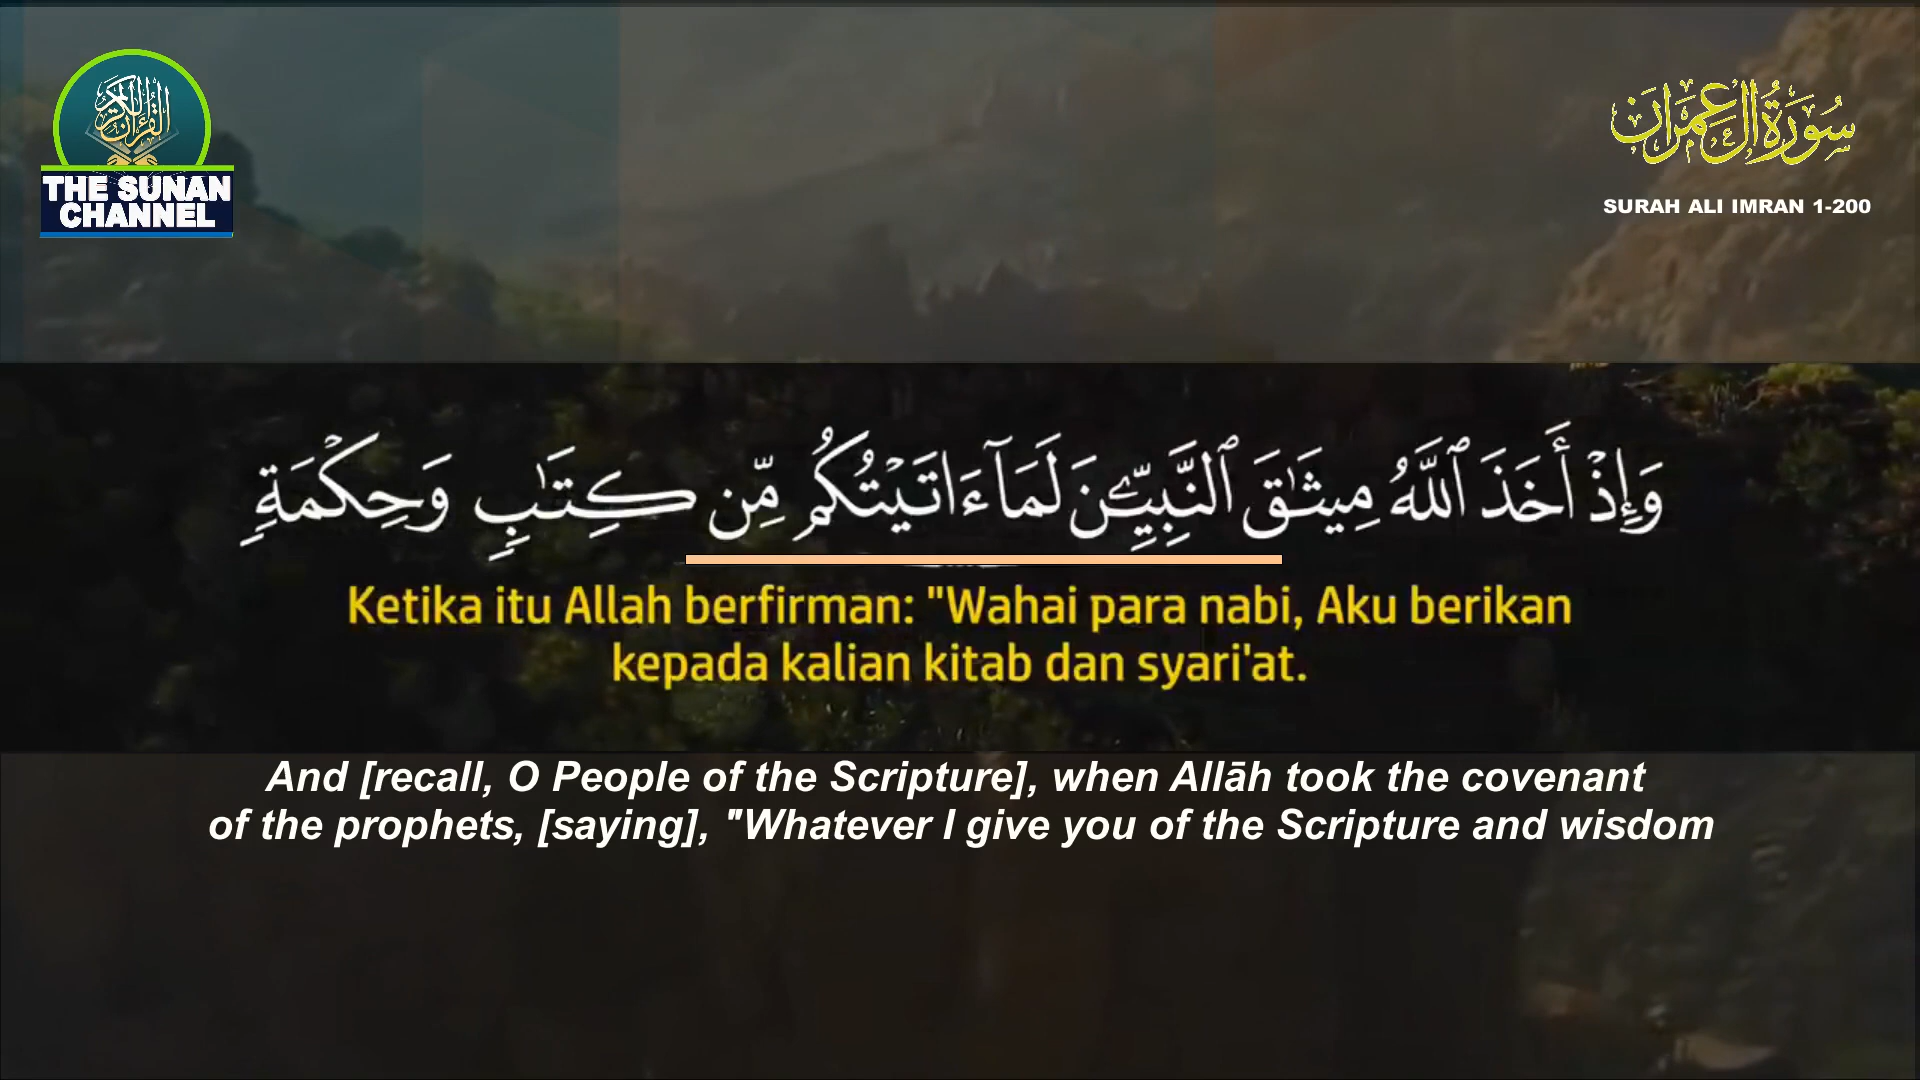 القرآن الكريم
THE SUNAN
CHANNEL
سُورَةُ آلِ عِمْرَان
SURAH ALI IMRAN 1-200
وَإِذْ أَخَذَ ٱللَّهُ مِيثَٰقَ ٱلنَّبِيِّـۧنَ لَمَآ ءَاتَيْتُكُم مِّن كِتَٰبٍ وَحِكْمَةٍ
Ketika itu Allah berfirman: "Wahai para nabi, Aku berikan
kepada kalian kitab dan syari'at.
And [recall, O People of the Scripture], when Allāh took the covenant
of the prophets, [saying], "Whatever I give you of the Scripture and wisdom